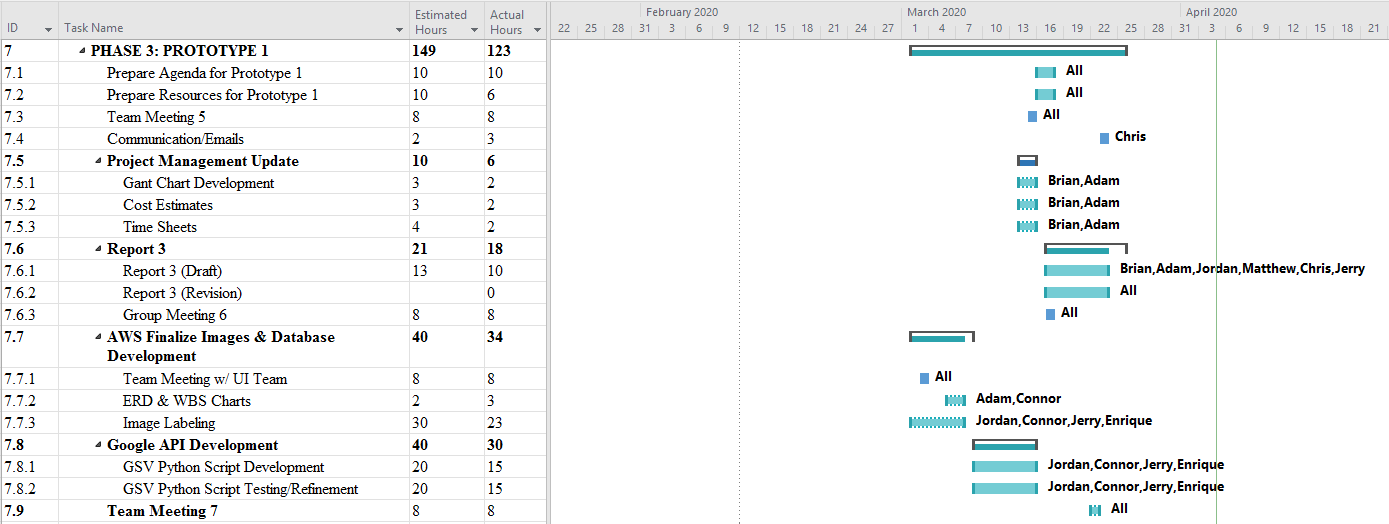 Estimated Actual February 2020 March 2020 April 2020
ID Task Name Hours Hours 22 25 28 31 3 6 9 12 15 18 21 24 27 1 4 7 10 13 16 19 22 25 28 31 3 6 9 12 15 18 21
7 PHASE 3: PROTOTYPE 1 149 123
7.1 Prepare Agenda for Prototype 1 10 10 All
7.2 Prepare Resources for Prototype 1 10 6 All
7.3 Team Meeting 5 8 8 All
7.4 Communication/Emails 2 3 Chris
7.5 Project Management Update 10 6
7.5.1 Gant Chart Development 3 2 Brian,Adam
7.5.2 Cost Estimates 3 2 Brian,Adam
7.5.3 Time Sheets 4 2 Brian,Adam
7.6 Report 3 21 18
7.6.1 Report 3 (Draft) 13 10 Brian,Adam,Jordan,Matthew,Chris,Jerry
7.6.2 Report 3 (Revision) 0 All
7.6.3 Group Meeting 6 8 8 All
7.7 AWS Finalize Images & Database 40 34
Development
7.7.1 Team Meeting w/ UI Team 8 8 All
7.7.2 ERD & WBS Charts 2 3 Adam,Connor
7.7.3 Image Labeling 30 23 Jordan,Connor,Jerry,Enrique
7.8 Google API Development 40 30
7.8.1 GSV Python Script Development 20 15 Jordan,Connor,Jerry,Enrique
7.8.2 GSV Python Script Testing/Refinement 20 15 Jordan,Connor,Jerry,Enrique
7.9 Team Meeting 7 8 8 All